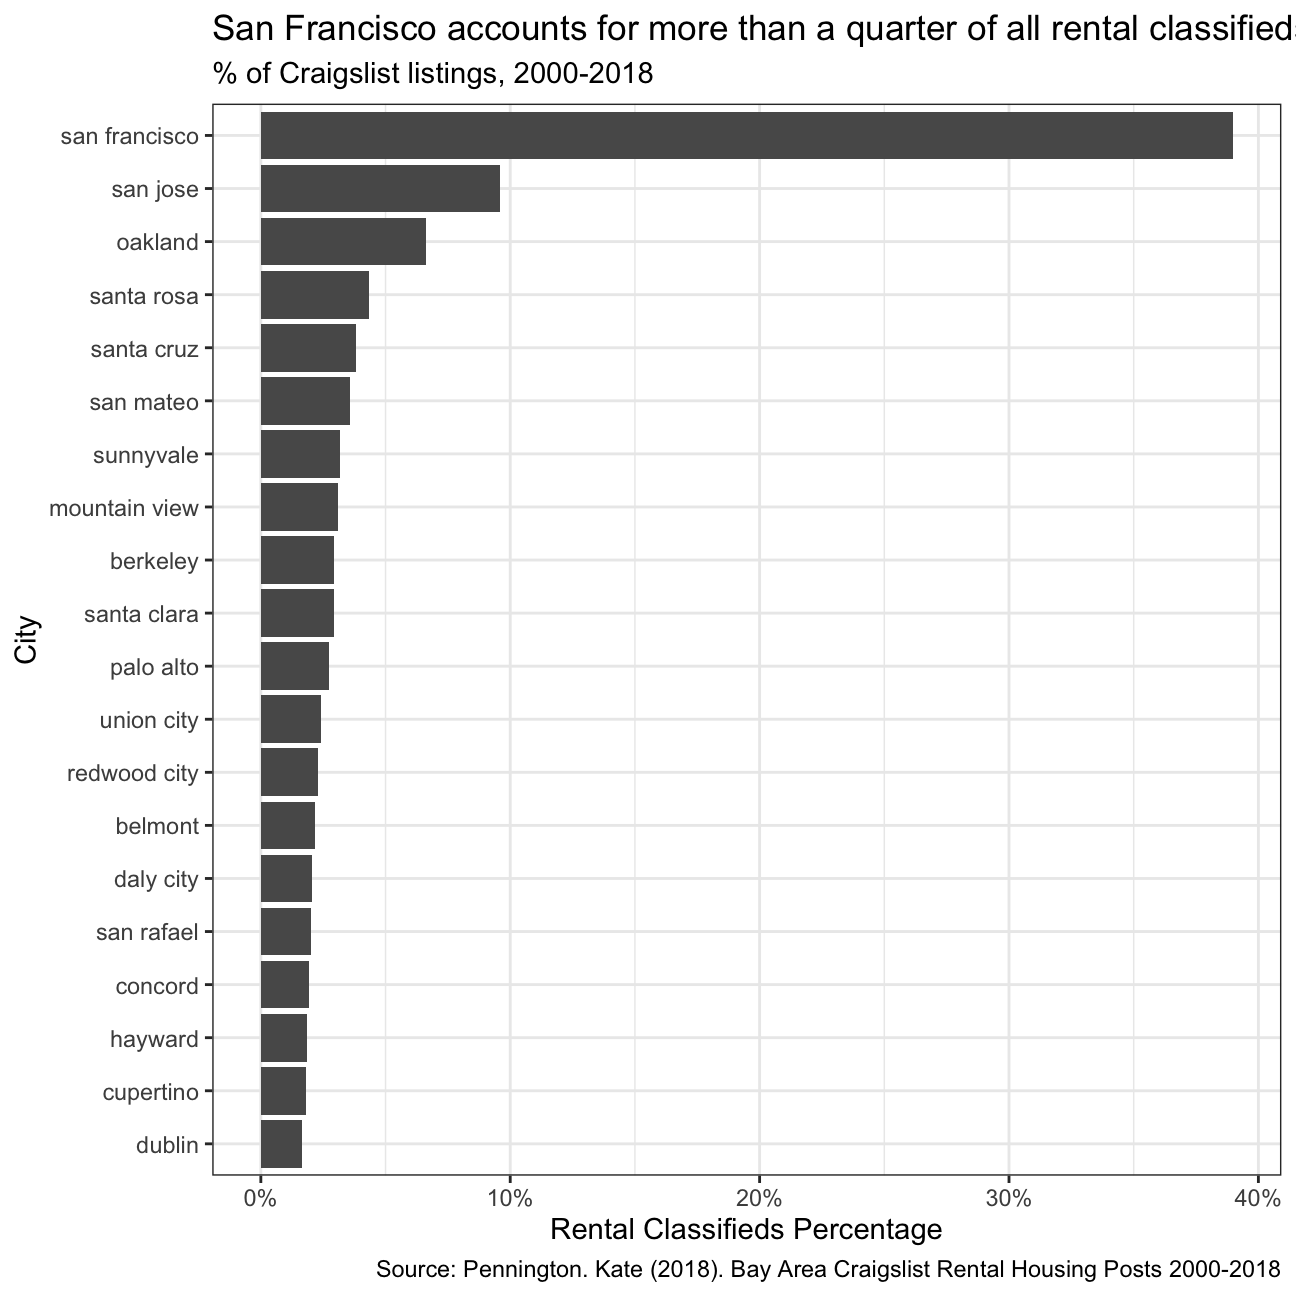 San Francisco accounts for more than a quarter of all rental classifieds
% of Craigslist listings, 2000-2018
san francisco
san jose
oakland
santa rosa
santa cruz
san mateo
sunnyvale
mountain view
berkeley
santa clara
palo alto
union city
redwood city
belmont
daly city
san rafael
concord
hayward
cupertino
dublin
City
0% 10% 20% 30% 40%
Rental Classifieds Percentage
Source: Pennington. Kate (2018). Bay Area Craigslist Rental Housing Posts 2000-2018